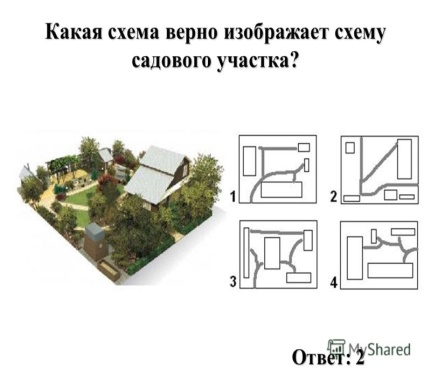 Какая схема верно изображает схему
садового участка?
1
2
3
4
MyShared
Ответ: 2